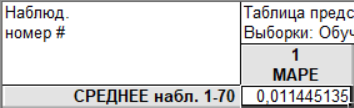 Наблюд.
номер #
Таблица предс
Выборки: Обуч
1
MAPE
СРЕДНЕЕ набл. 1-70
0,011445135